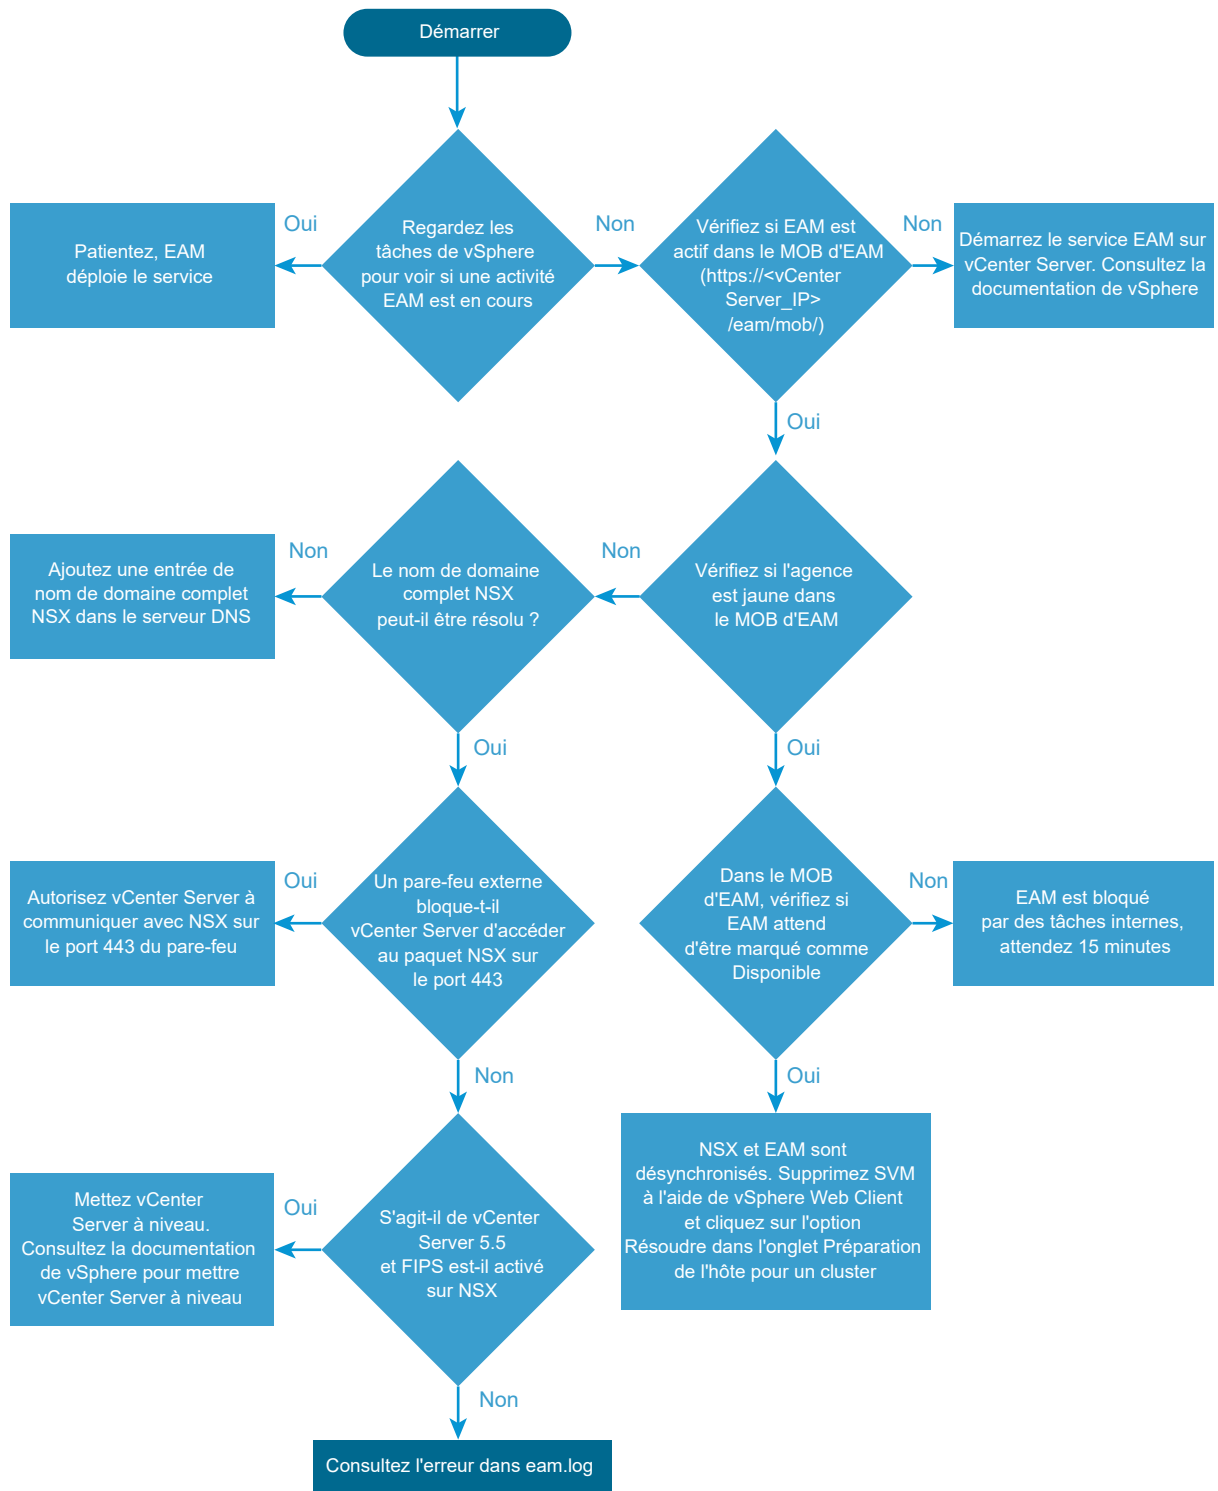 Démarrer
Oui
Patientez, EAM
déploie le service
Regardez les
tâches de vSphere
pour voir si une activité
EAM est en cours
Non
Vérifiez si EAM est
actif dans le MOB d'EAM
(https://<vCenter
Server_IP>
/eam/mob/)
Non
Démarrez le service EAM sur
vCenter Server. Consultez la
documentation de vSphere
Oui
Ajoutez une entrée de
nom de domaine complet
NSX dans le serveur DNS
Non
Le nom de domaine
complet NSX
peut-il être résolu ?
Non
Vérifiez si l'agence
est jaune dans
le MOB d'EAM
Oui
Oui
Autorisez vCenter Server à
communiquer avec NSX sur
le port 443 du pare-feu
Oui
Un pare-feu externe
bloque-t-il
vCenter Server d'accéder
au paquet NSX sur
le port 443
Dans le MOB
d'EAM, vérifiez si
EAM attend
d'être marqué comme
Disponible
Non
EAM est bloqué
par des tâches internes,
attendez 15 minutes
Non
Oui
Mettez vCenter
Server à niveau.
Consultez la documentation
de vSphere pour mettre
vCenter Server à niveau
Oui
S'agit-il de vCenter
Server 5.5
et FIPS est-il activé
sur NSX
NSX et EAM sont
désynchronisés. Supprimez SVM
à l'aide de vSphere Web Client
et cliquez sur l'option
Résoudre dans l'onglet Préparation
de l'hôte pour un cluster
Non
Consultez l'erreur dans eam.log